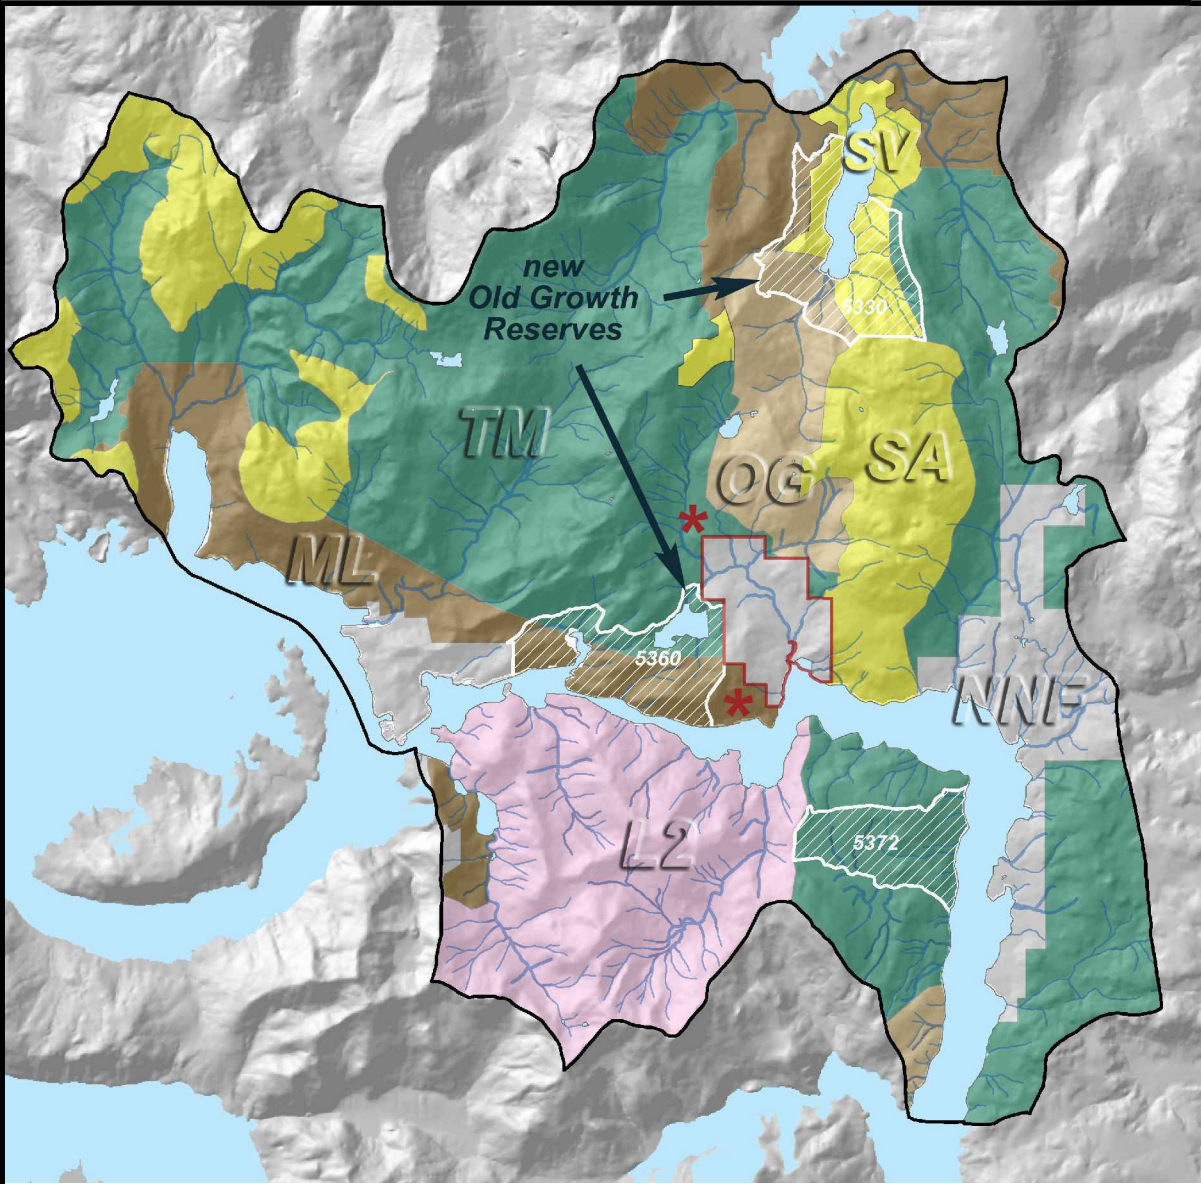 SV
new
Old Growth
Reserves
5330
TM
SA
OG
*
ML
5360
NNF
*
L2
5372